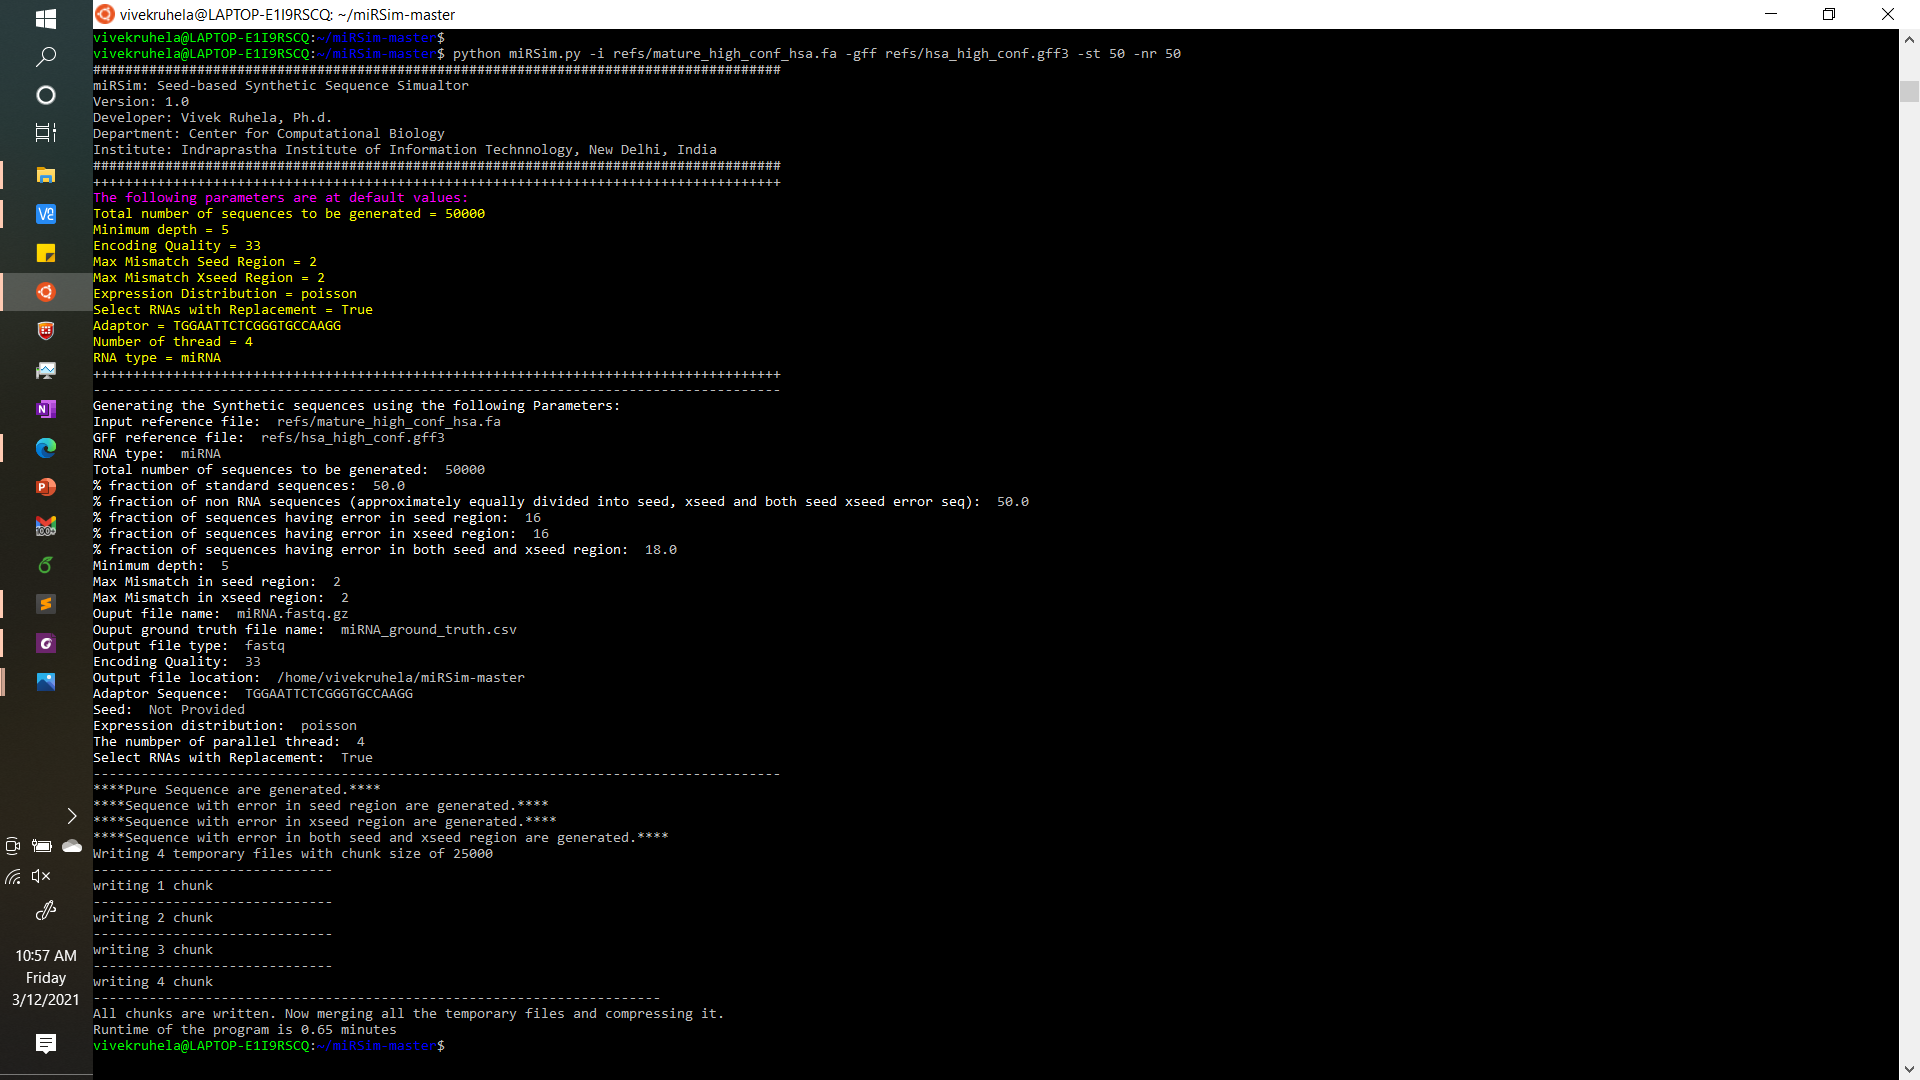 vivekruhela@LAPTOP-E1I9RSCQ: ~/miRSim-master
vivekruhela@LAPTOP-E1I9RSCQ:~/miRSim-master$
vivekruhela@LAPTOP-E1I9RSCQ:~/miRSim-master$ python miRSim.py -i refs/mature_high_conf_hsa.fa -gff refs/hsa_high_conf.gff3 -st 50 -nr 50
######################################################################################
miRSim: Seed-based Synthetic Sequence Simualtor
Version: 1.0
Developer: Vivek Ruhela, Ph.d.
Department: Center for Computational Biology
Institute: Indraprastha Institute of Information Technnology, New Delhi, India
######################################################################################
++++++++++++++++++++++++++++++++++++++++++++++++++++++++++++++++++++++++++++++++++++++
The following parameters are at default values:
Total number of sequences to be generated = 50000
Minimum depth = 5
Encoding Quality = 33
Max Mismatch Seed Region = 2
Max Mismatch Xseed Region = 2
Expression Distribution = poisson
Select RNAs with Replacement = True
Adaptor = TGGAATTCTCGGGTGCCAAGG
Number of thread = 4
RNA type = miRNA
++++++++++++++++++++++++++++++++++++++++++++++++++++++++++++++++++++++++++++++++++++++
--------------------------------------------------------------------------------------
Generating the Synthetic sequences using the following Parameters:
Input reference file:  refs/mature_high_conf_hsa.fa
GFF reference file:  refs/hsa_high_conf.gff3
RNA type:  miRNA
Total number of sequences to be generated:  50000
% fraction of standard sequences:  50.0
% fraction of non RNA sequences (approximately equally divided into seed, xseed and both seed xseed error seq):  50.0
% fraction of sequences having error in seed region:  16
% fraction of sequences having error in xseed region:  16
% fraction of sequences having error in both seed and xseed region:  18.0
Minimum depth:  5
Max Mismatch in seed region:  2
Max Mismatch in xseed region:  2
Ouput file name:  miRNA.fastq.gz
Ouput ground truth file name:  miRNA_ground_truth.csv
Output file type:  fastq
Encoding Quality:  33
Output file location:  /home/vivekruhela/miRSim-master
Adaptor Sequence:  TGGAATTCTCGGGTGCCAAGG
Seed:  Not Provided
Expression distribution:  poisson
The numbper of parallel thread:  4
Select RNAs with Replacement:  True
--------------------------------------------------------------------------------------
****Pure Sequence are generated.****
****Sequence with error in seed region are generated.****
****Sequence with error in xseed region are generated.****
****Sequence with error in both seed and xseed region are generated.****
Writing 4 temporary files with chunk size of 25000
------------------------------
writing 1 chunk
------------------------------
writing 2 chunk
------------------------------
writing 3 chunk
------------------------------
writing 4 chunk
-----------------------------------------------------------------------
All chunks are written. Now merging all the temporary files and compressing it.
Runtime of the program is 0.65 minutes
vivekruhela@LAPTOP-E1I9RSCQ:~/miRSim-master$
10:57 AM
Friday
3/12/2021